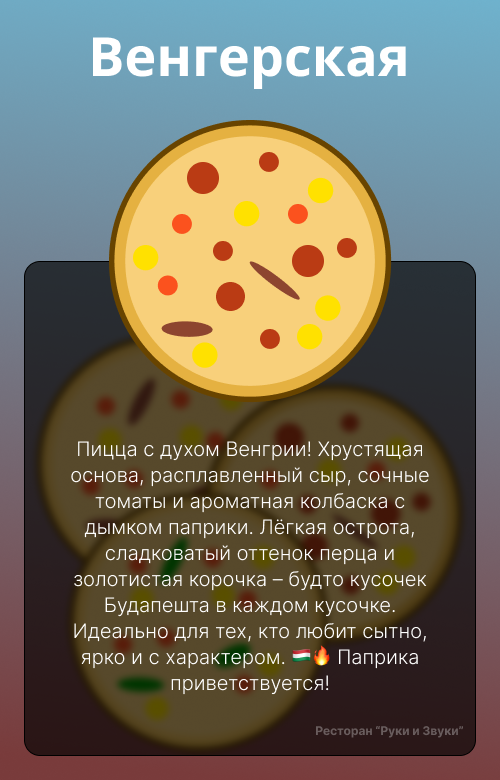 Венгерская
Пицца с духом Венгрии! Хрустящая
основа, расплавленный сыр, сочные
томаты и ароматная колбаска с
дымком паприки. Лёгкая острота,
сладковатый оттенок перца и
золотистая корочка – будто кусочек
Будапешта в каждом кусочке.
Идеально для тех, кто любит сытно,
ярко и с характером. 🇭🇺🔥 Паприка
приветствуется!
Ресторан "Руки и Звуки"